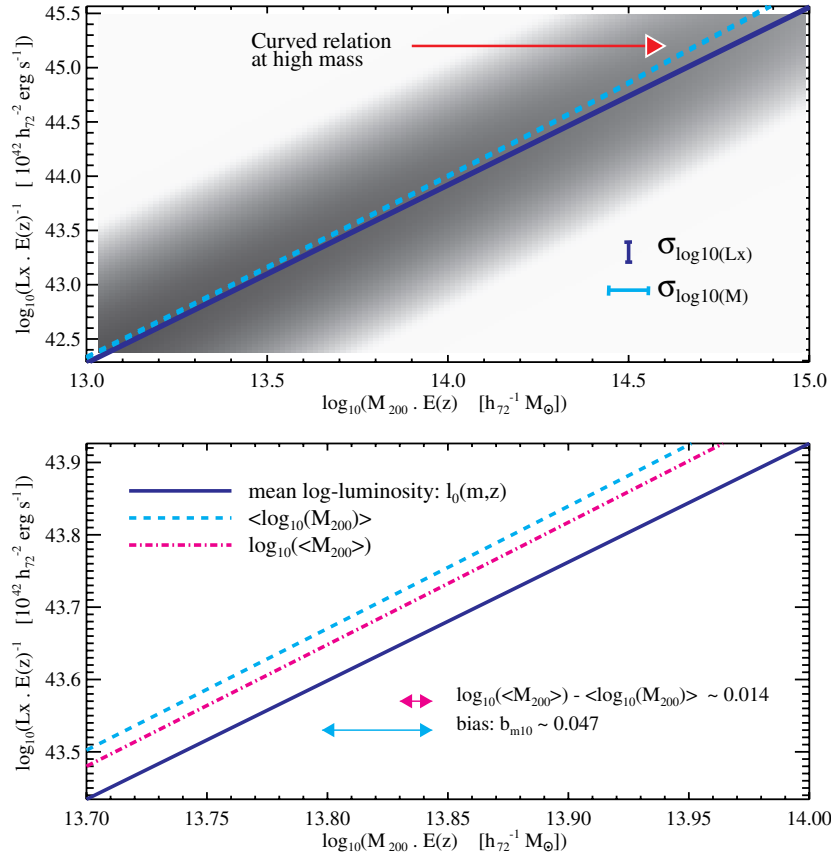 45.5
45.0
44.5
44.0
43.5
43.0
42.5
log₁₀(Lx . E(z)⁻¹ [ 10⁴² h₇₂⁻² erg s⁻¹ ]
Curved relation
at high mass
σlog10(Lx)
σlog10(M)
13.0 13.5 14.0 14.5 15.0
log₁₀(M₂₀₀ . E(z) [h₇₂⁻¹ M☉])
43.9
43.8
43.7
43.6
43.5
log₁₀(Lx . E(z)⁻¹ [10⁴² h₇₂⁻² erg s⁻¹]
mean log-luminosity: l₀(m,z)
<log₁₀(M₂₀₀)>
log₁₀(<M₂₀₀>)
log₁₀(<M₂₀₀>) - <log₁₀(M₂₀₀)> ~ 0.014
bias: bₘ₁₀ ~ 0.047
13.70 13.75 13.80 13.85 13.90 13.95 14.00
log₁₀(M₂₀₀ . E(z) [h₇₂⁻¹ M☉])